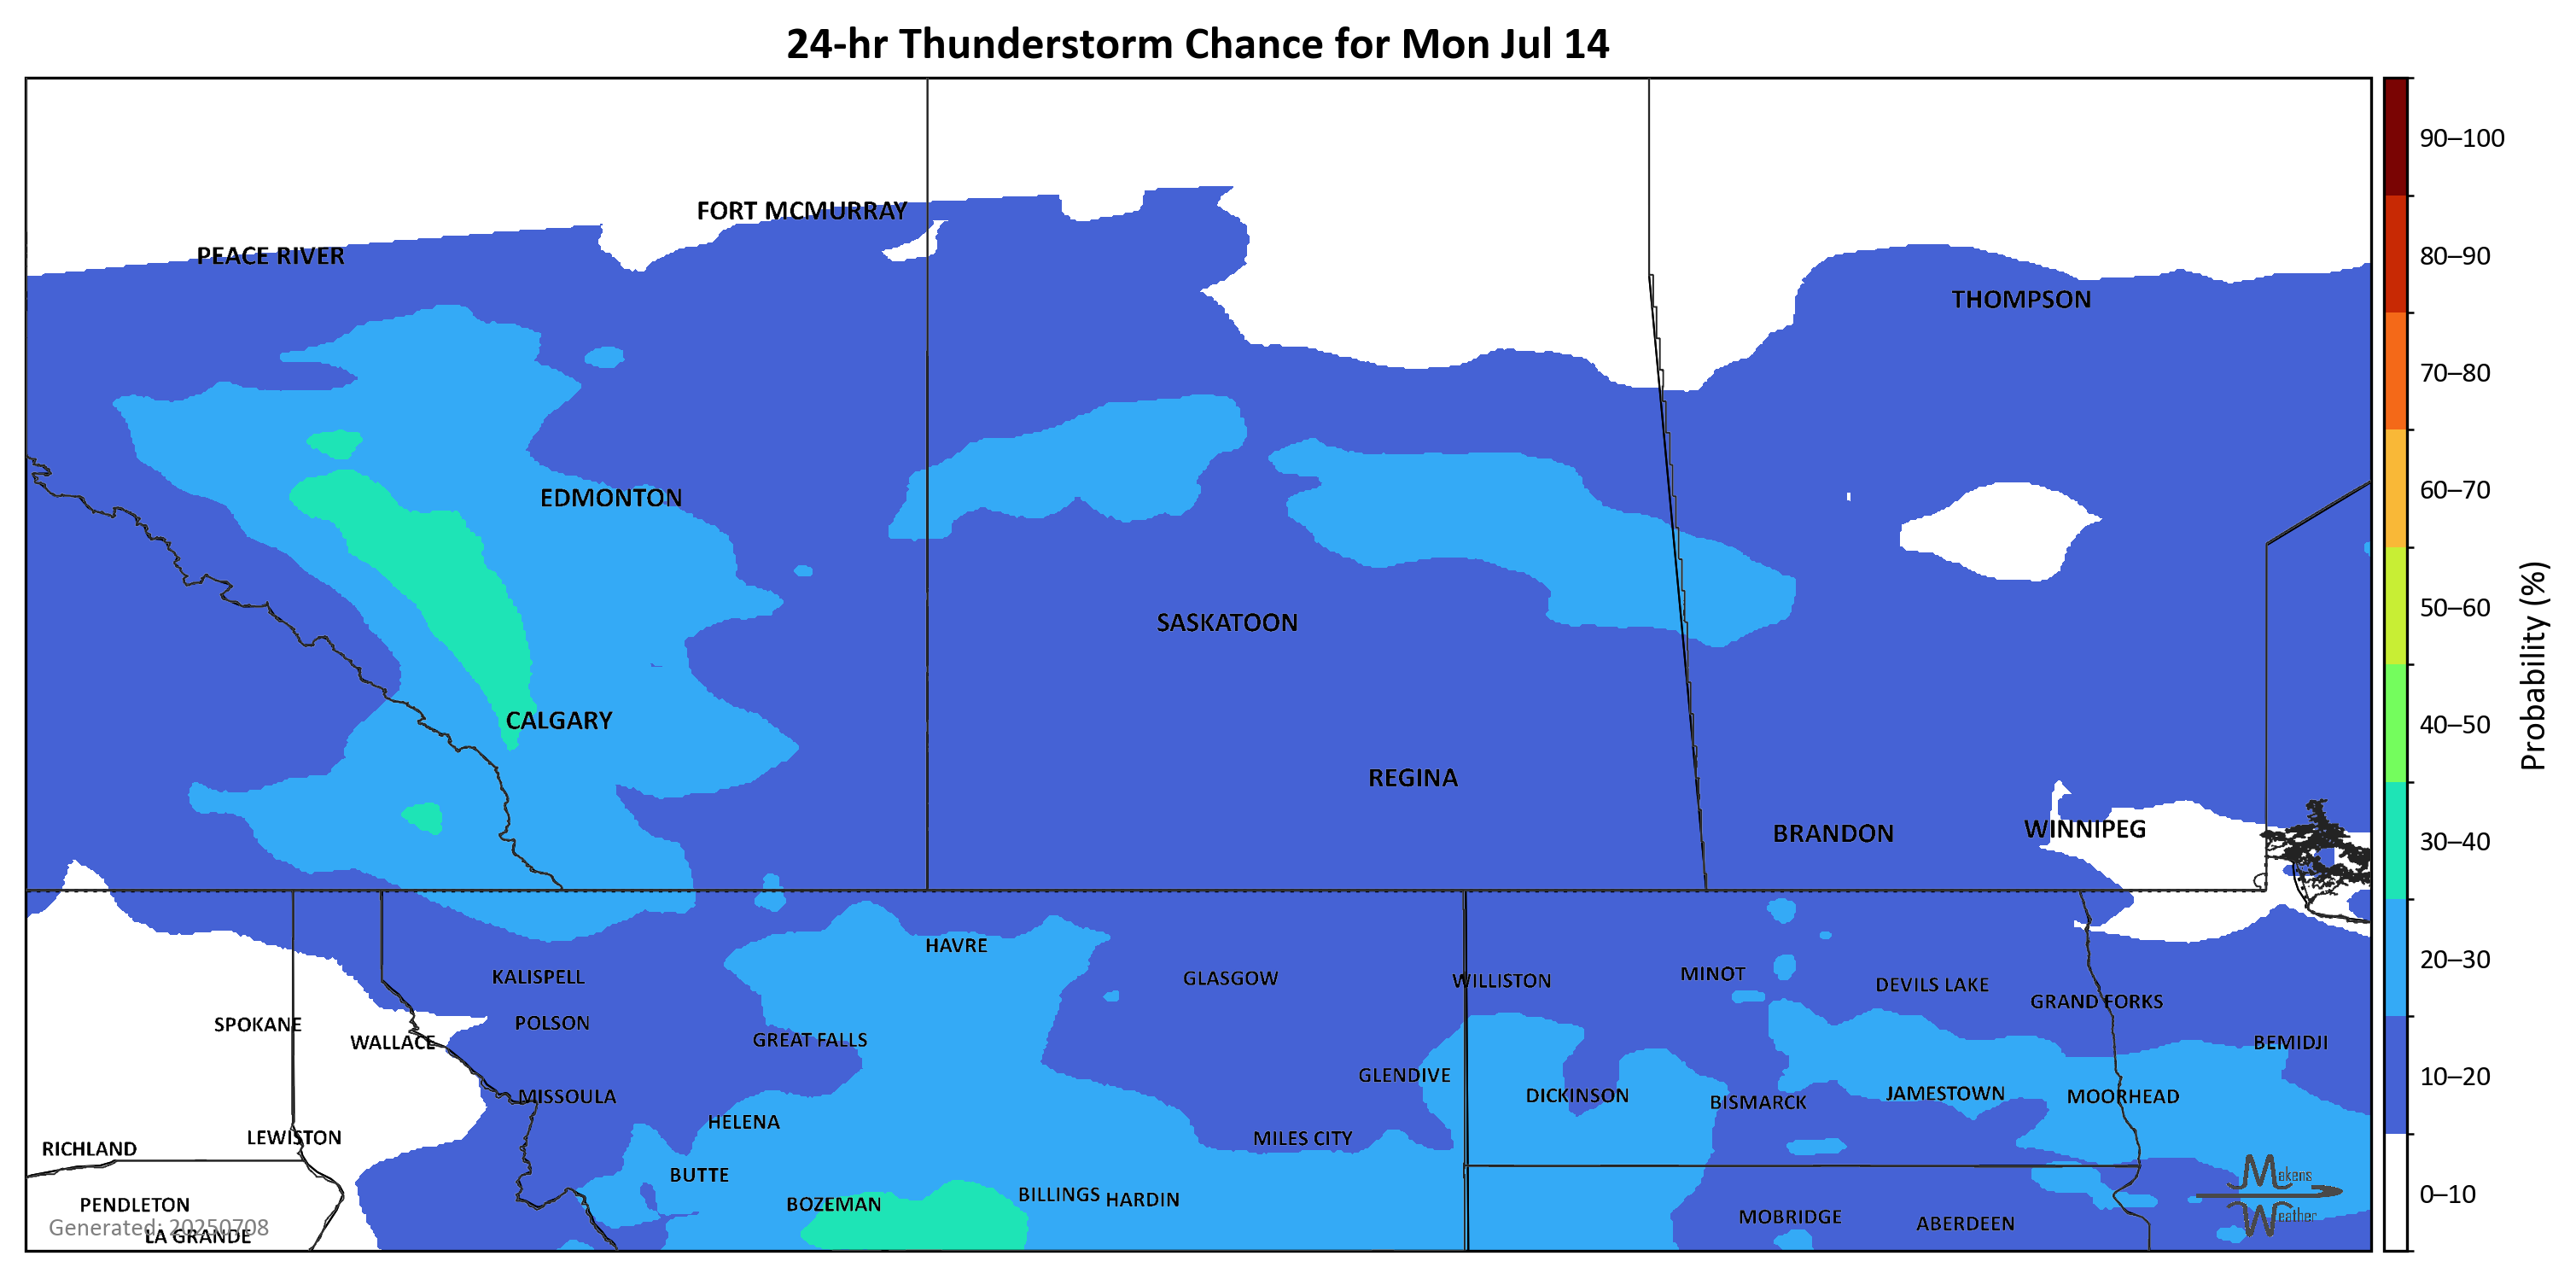 24-hr Thunderstorm Chance for Mon Jul 14
90–100
FORT MCMURRAY
PEACE RIVER
80–90
THOMPSON
70–80
EDMONTON
60–70
SASKATOON
50–60
Probability (%)
CALGARY
40–50
REGINA
BRANDON
WINNIPEG
30–40
HAVRE
KALISPELL
GLASGOW
WILLISTON
MINOT
DEVILS LAKE
20–30
GRAND FORKS
SPOKANE
POLSON
WALLACE
GREAT FALLS
BEMIDJI
GLENDIVE
10–20
MISSOULA
DICKINSON
BISMARCK
JAMESTOWN
MOORHEAD
HELENA
LEWISTON
MILES CITY
RICHLAND
BUTTE
Makens
BILLINGS
HARDIN
0–10
PENDLETON
BOZEMAN
Weather
MOBRIDGE
ABERDEEN
Generated: 20250708
LA GRANDE